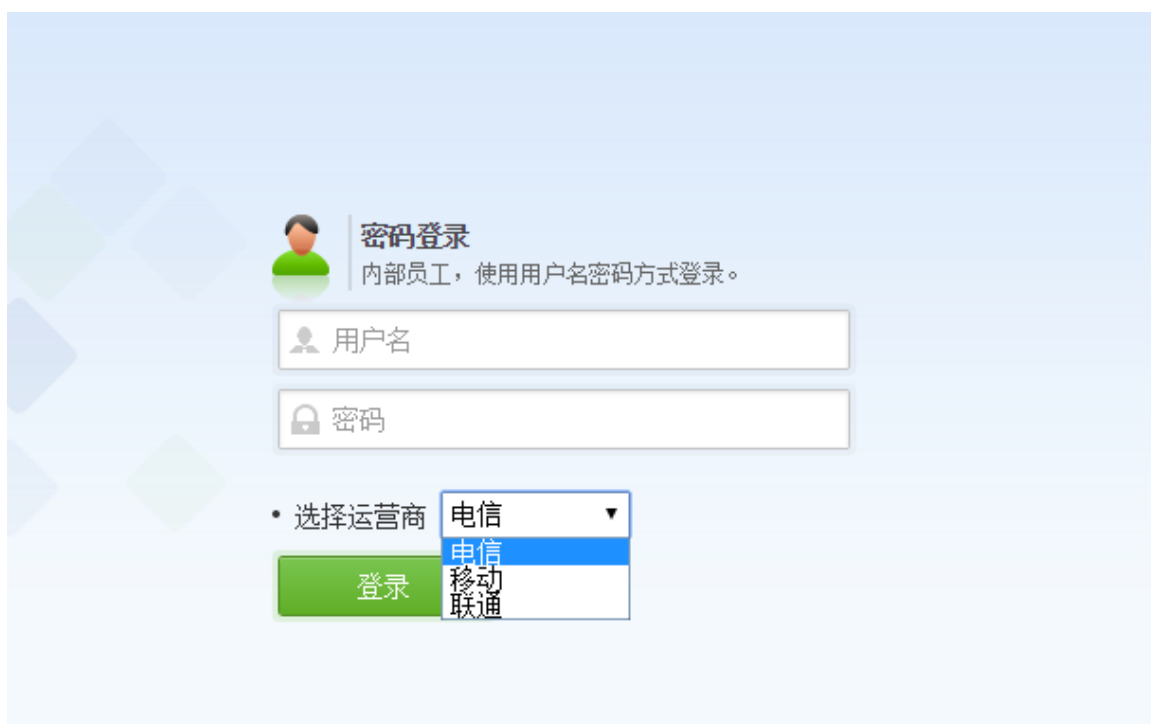 密码登录
内部员工，使用用户名密码方式登录。
用户名
密码
• 选择运营商 电信
电信
移动
联通
登录